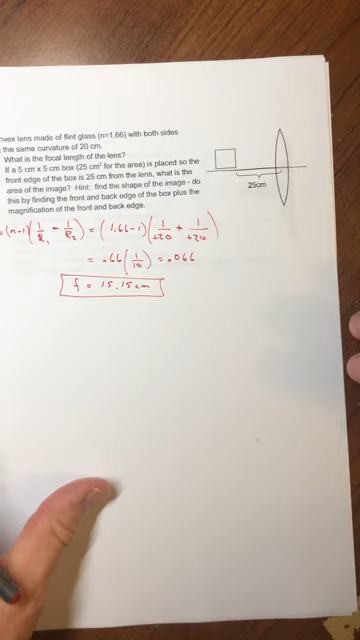 nvex lens made of flint glass (n=1.66) with both sides
the same curvature of 20 cm.
What is the focal length of the lens?
If a 5 cm x 5 cm box (25 cm² for the area) is placed so the
front edge of the box is 25 cm from the lens, what is the
area of the image? Hint: find the shape of the image - do
this by finding the front and back edge of the box plus the
magnification of the front and back edge.
25cm
= (n-1)(1/R₁ - 1/R₂) = (1.66-1)(1/+20 + 1/+20)
= .66(1/10) = .066
f = 15.15cm